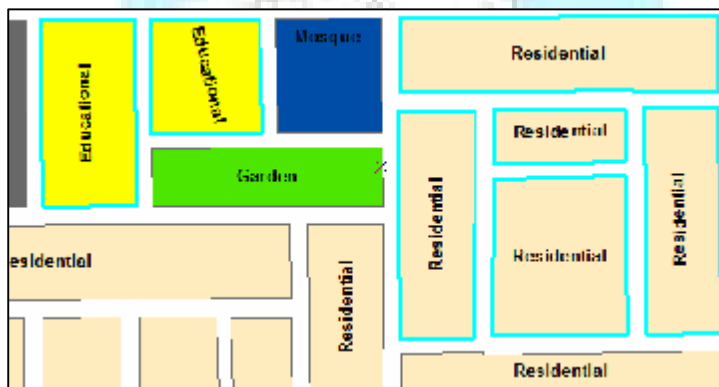 Educational
Educational
Mosque
Residential
Residential
Garden
Residential
Residential
Residential
esidential
Residential
Residential